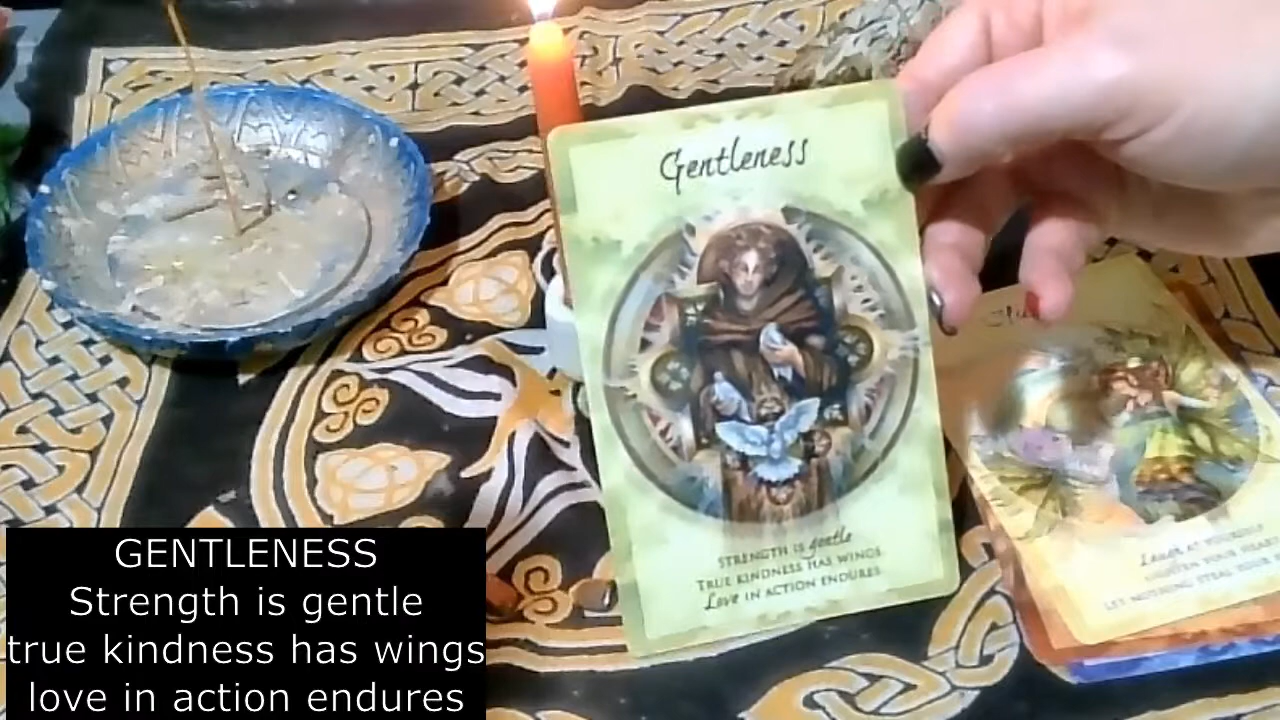 Gentleness
STRENGTH IS gentle
TRUE KINDNESS HAS WINGS
Love IN ACTION ENDURES
Laugh AT YOURSELF
LIGHTEN YOUR HEART
LET NOTHING STEAL YOUR
GENTLENESS
Strength is gentle
true kindness has wings
love in action endures